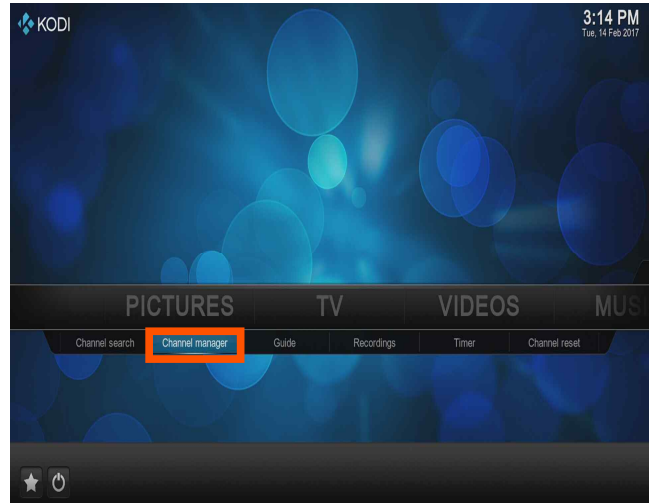 KODI
3:14 PM
Tue, 14 Feb 2017
PICTURES TV VIDEOS MUS
Channel search Channel manager Guide Recordings Timer Channel reset